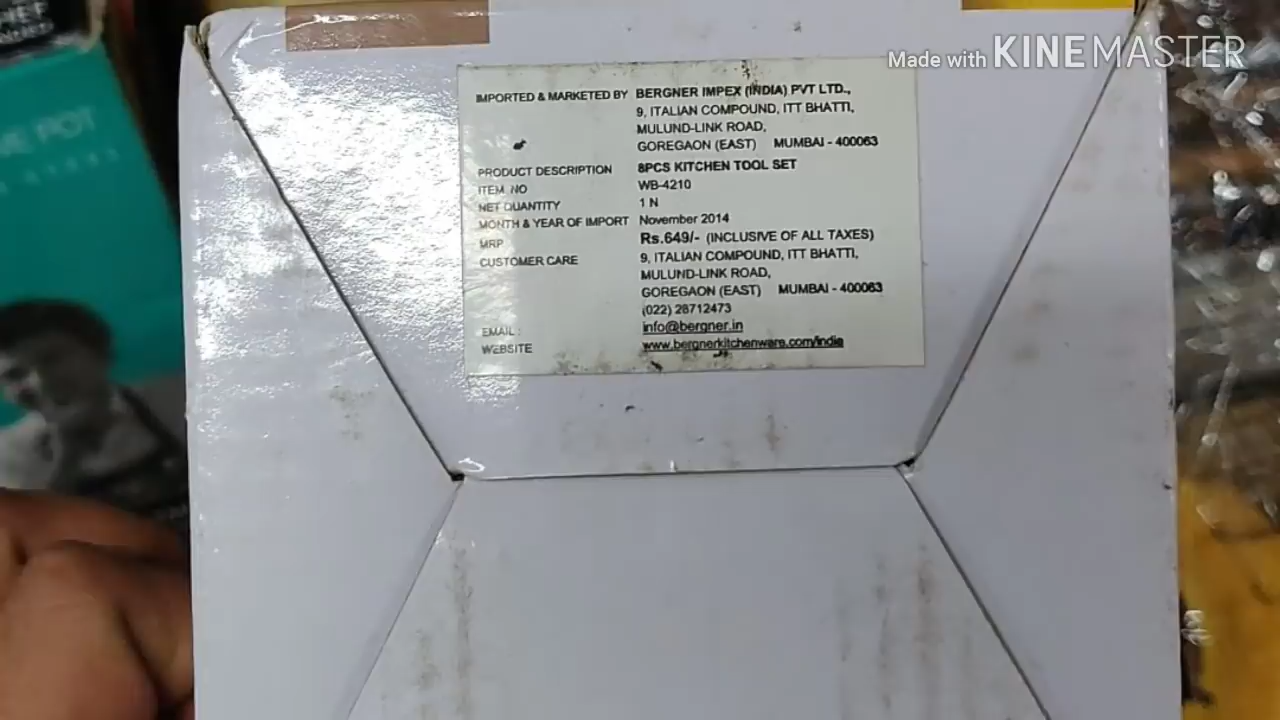 Made with KINEMASTER
IMPORTED & MARKETED BY BERGNER IMPEX (INDIA) PVT LTD.,
9, ITALIAN COMPOUND, ITT BHATTI,
MULUND-LINK ROAD,
GOREGAON (EAST) MUMBAI - 400063
PRODUCT DESCRIPTION 8PCS KITCHEN TOOL SET
ITEM NO WB-4210
NET QUANTITY 1 N
MONTH & YEAR OF IMPORT November 2014
MRP Rs.649/- (INCLUSIVE OF ALL TAXES)
CUSTOMER CARE 9, ITALIAN COMPOUND, ITT BHATTI,
MULUND-LINK ROAD,
GOREGAON (EAST) MUMBAI - 400063
(022) 28712473
EMAIL : info@bergner.in
WEBSITE www.bergnerkitchenware.com/india
POT